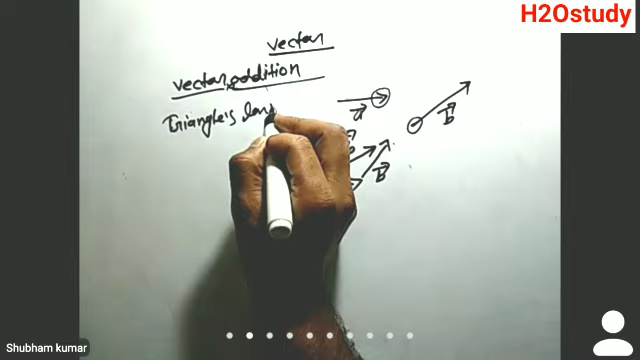 H2Ostudy
vector
vector addition
Triangle's law
A
B
B
Shubham kumar